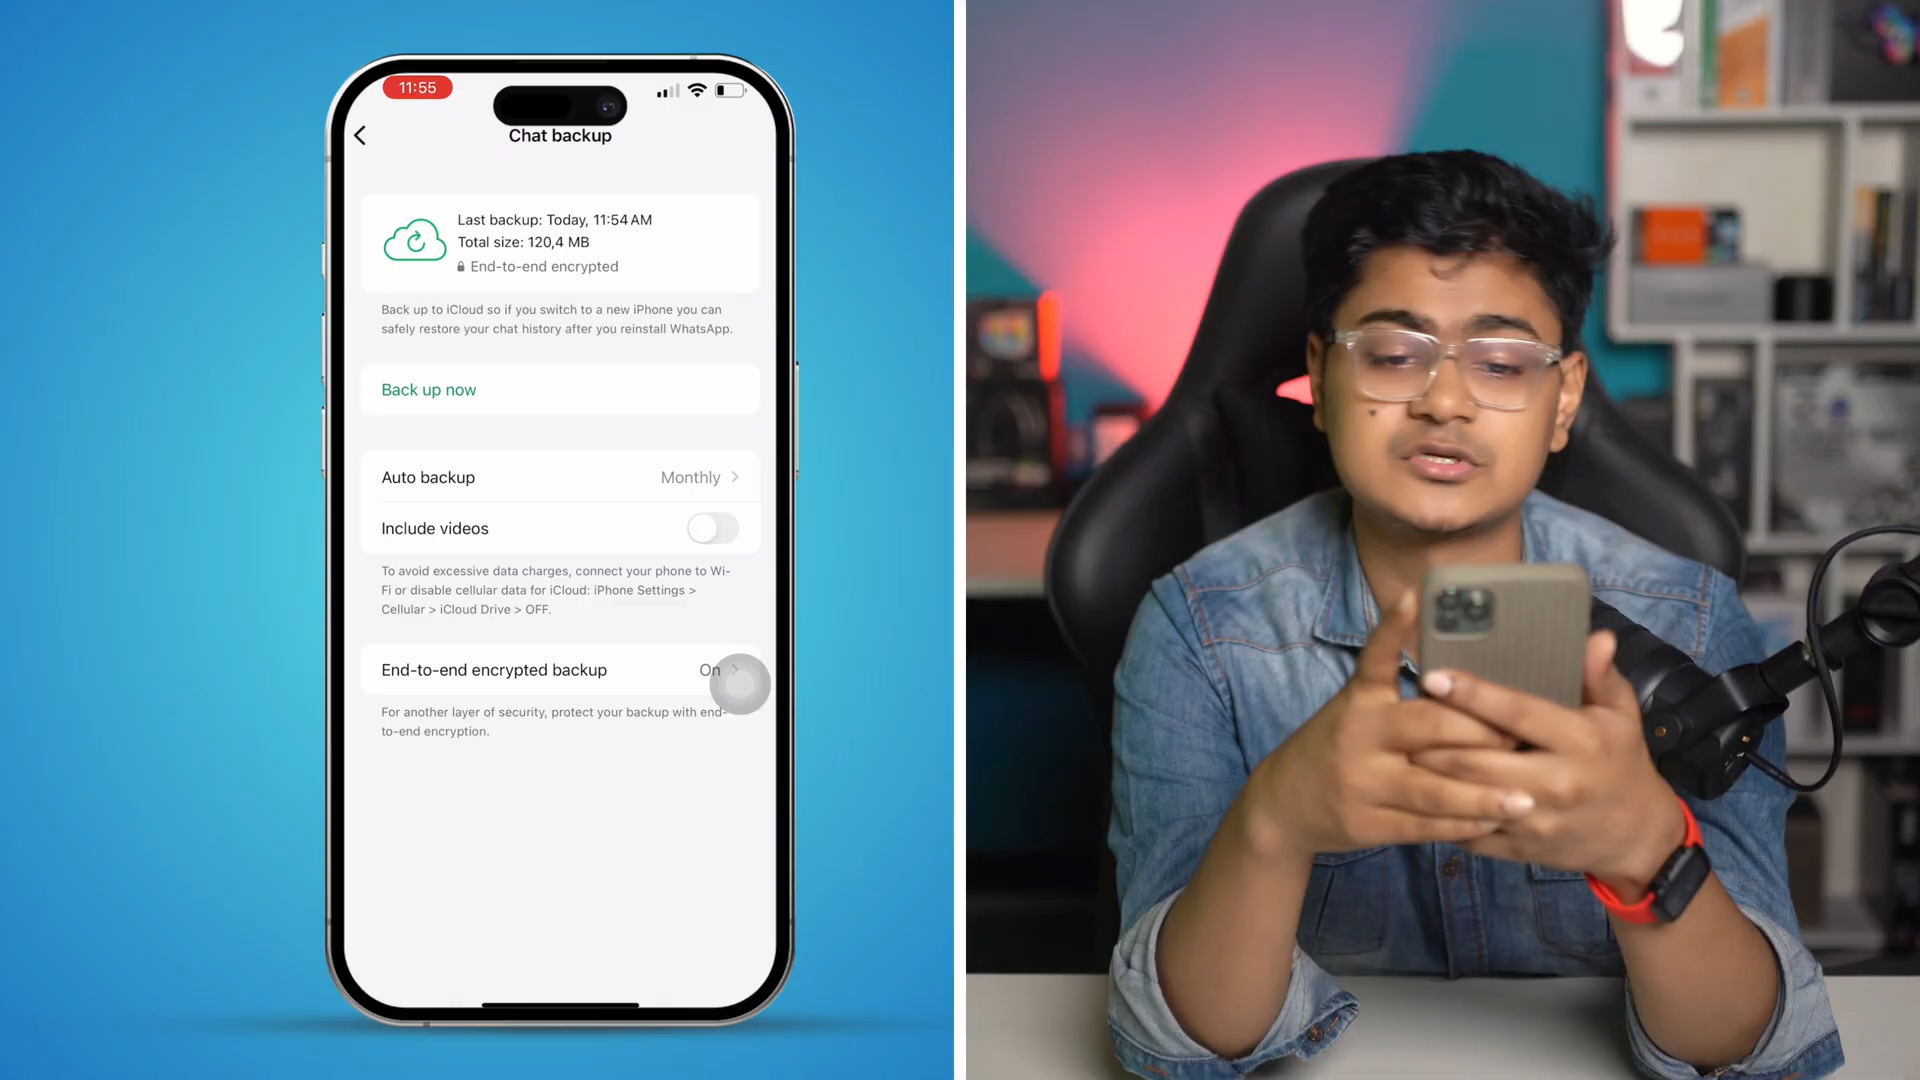 11:55
Chat backup
Last backup: Today, 11:54 AM
Total size: 120,4 MB
End-to-end encrypted
Back up to iCloud so if you switch to a new iPhone you can
safely restore your chat history after you reinstall WhatsApp.
Back up now
Auto backup Monthly
Include videos
To avoid excessive data charges, connect your phone to Wi-
Fi or disable cellular data for iCloud: iPhone Settings >
Cellular > iCloud Drive > OFF.
End-to-end encrypted backup On
For another layer of security, protect your backup with end-
to-end encryption.